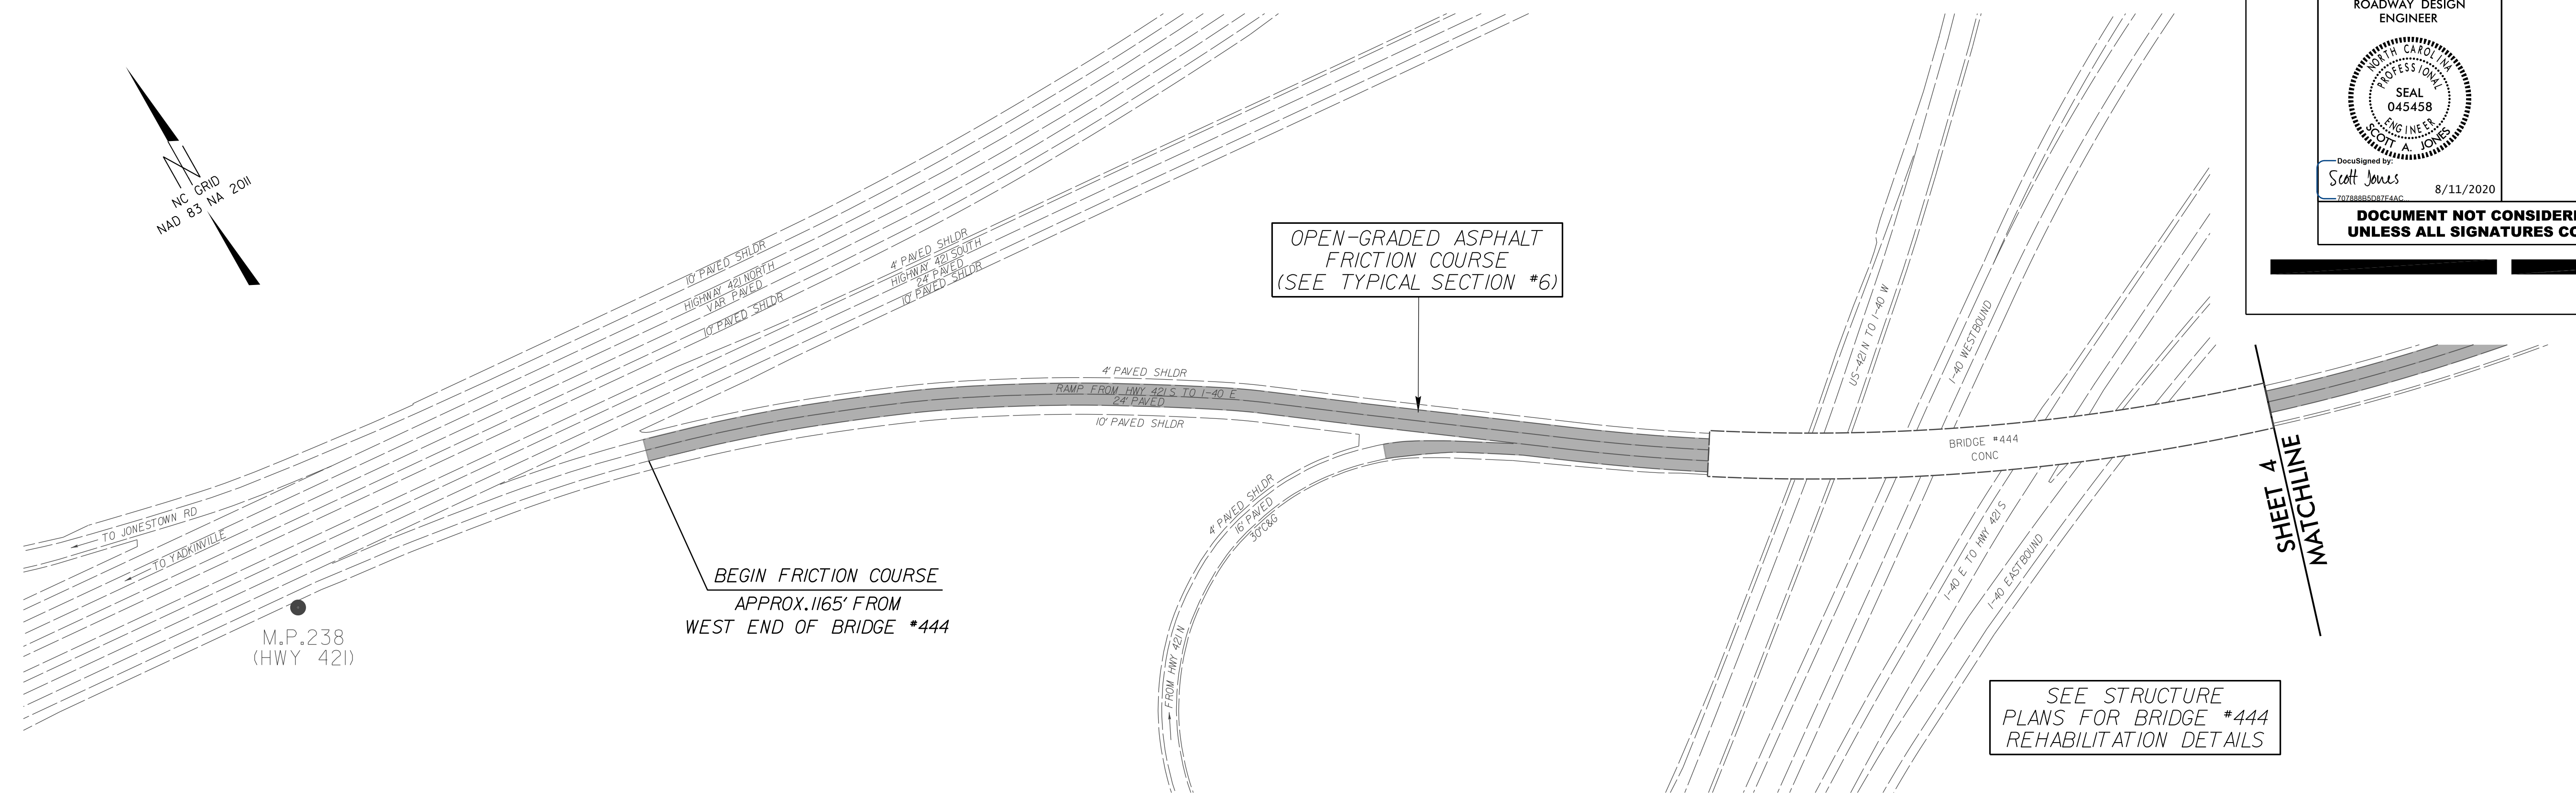 ROADWAY DESIGN
ENGINEER
NORTH CAROLINA
PROFESSIONAL
SEAL
045458
ENGINEER
SCOTT A. JONES
DocuSigned by:
Scott Jones
8/11/2020
707888B5D87F4AC...
DOCUMENT NOT CONSIDER
UNLESS ALL SIGNATURES CO
N
NC GRID
NAD 83 NA 2011
10' PAVED SHLDR
HIGHWAY 421 NORTH
VAR PAVED
10' PAVED SHLDR
4' PAVED SHLDR
HIGHWAY 421 SOUTH
24' PAVED
10' PAVED SHLDR
OPEN-GRADED ASPHALT
FRICTION COURSE
(SEE TYPICAL SECTION #6)
US-421 N TO I-40 W
I-40 WESTBOUND
4' PAVED SHLDR
RAMP FROM HWY 421 S TO I-40 E
24' PAVED
10' PAVED SHLDR
BRIDGE #444
CONC
SHEET 4
MATCHLINE
TO JONESTOWN RD
TO YADKINVILLE
4' PAVED SHLDR
16' PAVED
30"C&G
FROM HWY 421 N
I-40 E TO HWY 421 S
I-40 EASTBOUND
BEGIN FRICTION COURSE
APPROX.1165' FROM
WEST END OF BRIDGE #444
M.P.238
(HWY 421)
SEE STRUCTURE
PLANS FOR BRIDGE #444
REHABILITATION DETAILS